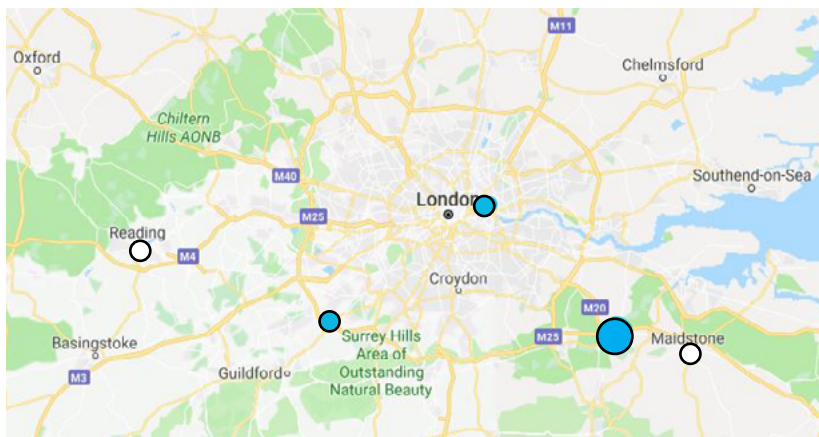 M11
Oxford
Chelmsford
Chiltern
Hills AONB
M40
Southend-on-Sea
London
M25
Reading
M4
Croydon
M20
Surrey Hills
Area of
Outstanding
Natural Beauty
M25
Maidstone
Basingstoke
Guildford
M3